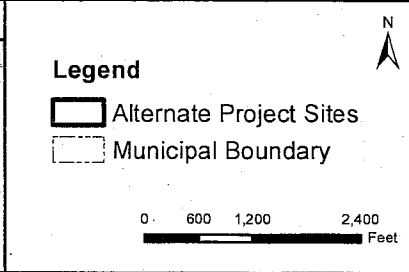 N
Legend
Alternate Project Sites
Municipal Boundary
0 600 1,200 2,400
Feet